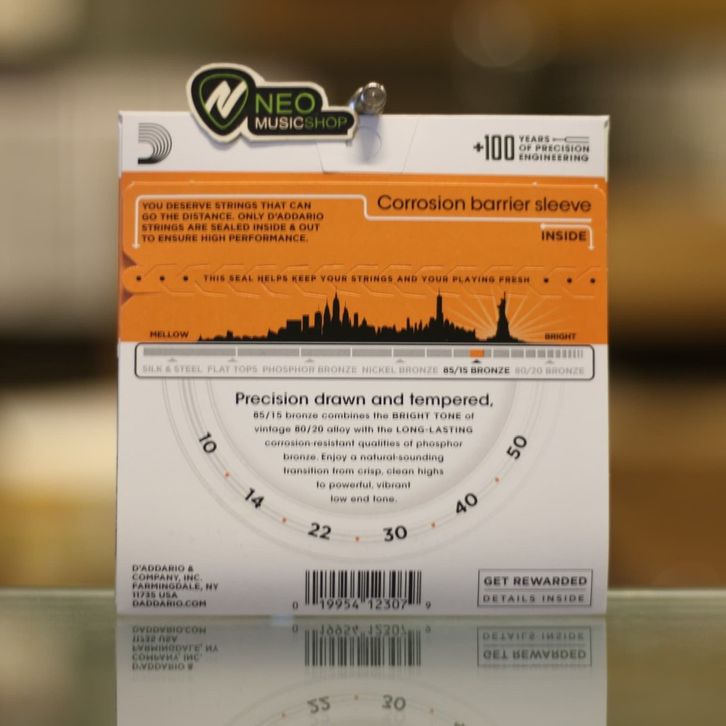 NEO
MUSICSHOP
+100 YEARS
OF PRECISION
ENGINEERING
YOU DESERVE STRINGS THAT CAN
GO THE DISTANCE. ONLY D'ADDARIO
STRINGS ARE SEALED INSIDE & OUT
TO ENSURE HIGH PERFORMANCE.
Corrosion barrier sleeve
INSIDE
THIS SEAL HELPS KEEP YOUR STRINGS AND YOUR PLAYING FRESH
MELLOW
BRIGHT
SILK & STEEL FLAT TOPS PHOSPHOR BRONZE NICKEL BRONZE 85/15 BRONZE 80/20 BRONZE
Precision drawn and tempered,
85/15 bronze combines the BRIGHT TONE of
vintage 80/20 alloy with the LONG-LASTING
corrosion-resistant qualities of phosphor
bronze. Enjoy a natural-sounding
transition from crisp, clean highs
to powerful, vibrant
low end tone.
10
14
22
30
40
50
D'ADDARIO &
COMPANY, INC.
FARMINGDALE, NY
11735 USA
DADDARIO.COM
0 19954 12307 9
GET REWARDED
DETAILS INSIDE